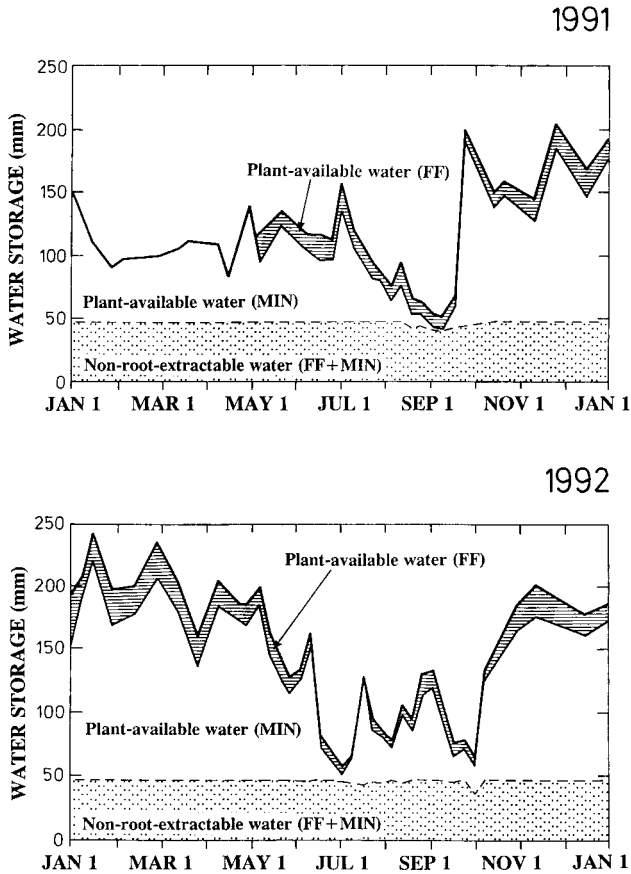 1991
WATER STORAGE (mm)
250
200
150
100
50
0
Plant-available water (FF)
Plant-available water (MIN)
Non-root-extractable water (FF+MIN)
JAN 1 MAR 1 MAY 1 JUL 1 SEP 1 NOV 1 JAN 1
1992
WATER STORAGE (mm)
250
200
150
100
50
0
Plant-available water (FF)
Plant-available water (MIN)
Non-root-extractable water (FF+MIN)
JAN 1 MAR 1 MAY 1 JUL 1 SEP 1 NOV 1 JAN 1